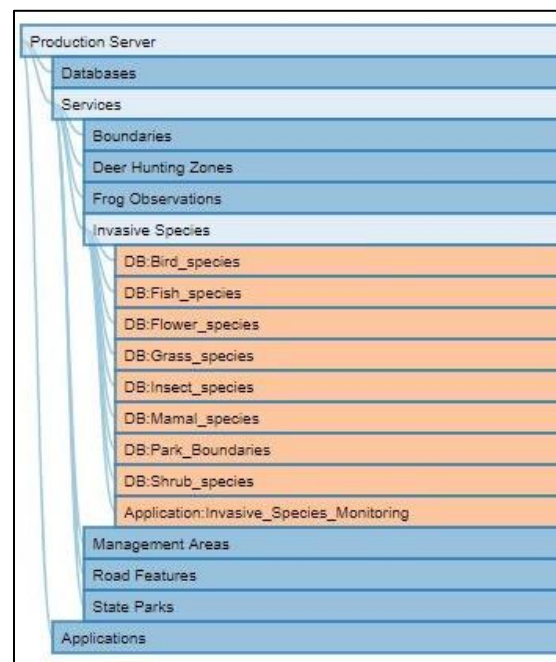 Production Server
Databases
Services
Boundaries
Deer Hunting Zones
Frog Observations
Invasive Species
DB:Bird_species
DB:Fish_species
DB:Flower_species
DB:Grass_species
DB:Insect_species
DB:Mamal_species
DB:Park_Boundaries
DB:Shrub_species
Application:Invasive_Species_Monitoring
Management Areas
Road Features
State Parks
Applications